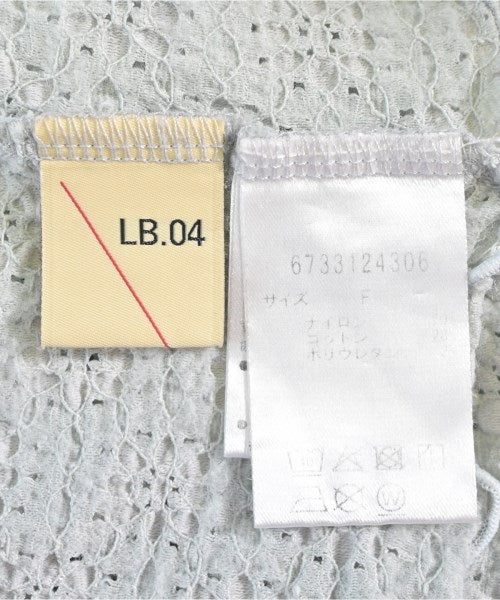 LB.04
6733124306
サイズ F
ナイロン
コットン
ポリウレタン